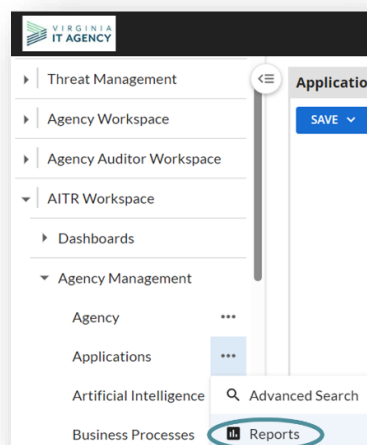 VIRGINIA
IT AGENCY
Threat Management
Agency Workspace
Agency Auditor Workspace
AITR Workspace
Dashboards
Agency Management
Agency
Applications
Artificial Intelligence
Business Processes
Applicatio
SAVE
Advanced Search
Reports